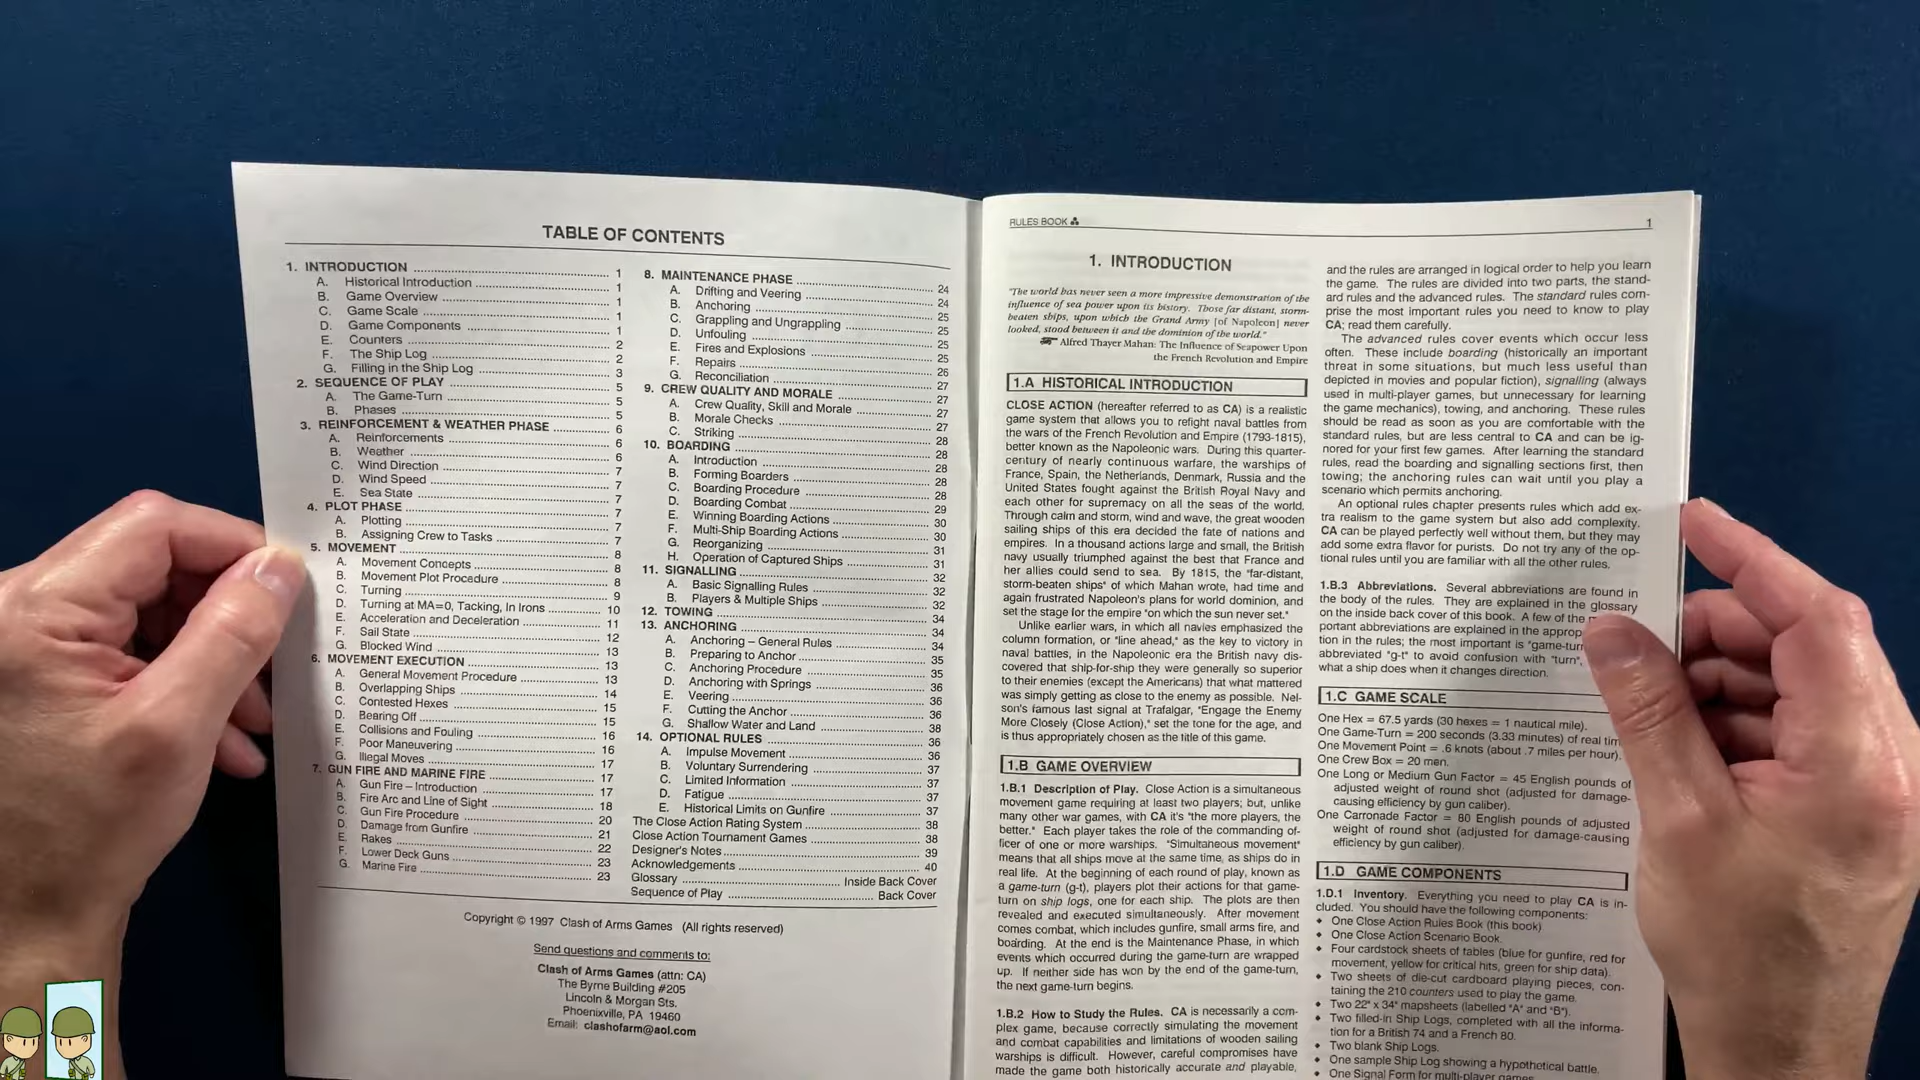 TABLE OF CONTENTS
1. INTRODUCTION 1
A. Historical Introduction 1
B. Game Overview 1
C. Game Scale 1
D. Game Components 1
E. Counters 2
F. The Ship Log 2
G. Filling in the Ship Log 3
2. SEQUENCE OF PLAY 5
A. The Game-Turn 5
B. Phases 5
3. REINFORCEMENT & WEATHER PHASE 6
A. Reinforcements 6
B. Weather 6
C. Wind Direction 7
D. Wind Speed 7
E. Sea State 7
4. PLOT PHASE 7
A. Plotting 7
B. Assigning Crew to Tasks 7
5. MOVEMENT 8
A. Movement Concepts 8
B. Movement Plot Procedure 8
C. Turning 9
D. Turning at MA=0, Tacking, In Irons 10
E. Acceleration and Deceleration 11
F. Sail State 12
G. Blocked Wind 13
6. MOVEMENT EXECUTION 13
A. General Movement Procedure 13
B. Overlapping Ships 14
C. Contested Hexes 15
D. Bearing Off 15
E. Collisions and Fouling 16
F. Poor Maneuvering 16
G. Illegal Moves 17
7. GUN FIRE AND MARINE FIRE 17
A. Gun Fire – Introduction 17
B. Fire Arc and Line of Sight 18
C. Gun Fire Procedure 20
D. Damage from Gunfire 21
E. Rakes 22
F. Lower Deck Guns 23
G. Marine Fire 23
8. MAINTENANCE PHASE 24
A. Drifting and Veering 24
B. Anchoring 25
C. Grappling and Ungrappling 25
D. Unfouling 25
E. Fires and Explosions 25
F. Repairs 26
G. Reconciliation 27
9. CREW QUALITY AND MORALE 27
A. Crew Quality, Skill and Morale 27
B. Morale Checks 27
C. Striking 28
10. BOARDING 28
A. Introduction 28
B. Forming Boarders 28
C. Boarding Procedure 28
D. Boarding Combat 29
E. Winning Boarding Actions 30
F. Multi-Ship Boarding Actions 30
G. Reorganizing 31
H. Operation of Captured Ships 31
11. SIGNALLING 32
A. Basic Signalling Rules 32
B. Players & Multiple Ships 32
12. TOWING 34
13. ANCHORING 34
A. Anchoring – General Rules 34
B. Preparing to Anchor 35
C. Anchoring Procedure 35
D. Anchoring with Springs 36
E. Veering 36
F. Cutting the Anchor 36
G. Shallow Water and Land 38
14. OPTIONAL RULES 36
A. Impulse Movement 36
B. Voluntary Surrendering 37
C. Limited Information 37
D. Fatigue 37
E. Historical Limits on Gunfire 37
The Close Action Rating System 38
Close Action Tournament Games 38
Designer's Notes 39
Acknowledgements 40
Glossary Inside Back Cover
Sequence of Play Back Cover
Copyright © 1997 Clash of Arms Games (All rights reserved)
Send questions and comments to:
Clash of Arms Games (attn: CA)
The Byrne Building #205
Lincoln & Morgan Sts.
Phoenixville, PA 19460
Email: clashofarm@aol.com
RULES BOOK 1
1. INTRODUCTION
"The world has never seen a more impressive demonstration of the
influence of sea power upon its history. Those far distant, storm-
beaten ships, upon which the Grand Army [of Napoleon] never
looked, stood between it and the dominion of the world."
Alfred Thayer Mahan: The Influence of Seapower Upon
the French Revolution and Empire
1.A HISTORICAL INTRODUCTION
CLOSE ACTION (hereafter referred to as CA) is a realistic
game system that allows you to refight naval battles from
the wars of the French Revolution and Empire (1793-1815),
better known as the Napoleonic wars. During this quarter-
century of nearly continuous warfare, the warships of
France, Spain, the Netherlands, Denmark, Russia and the
United States fought against the British Royal Navy and
each other for supremacy on all the seas of the world.
Through calm and storm, wind and wave, the great wooden
sailing ships of this era decided the fate of nations and
empires. In a thousand actions large and small, the British
navy usually triumphed against the best that France and
her allies could send to sea. By 1815, the "far-distant,
storm-beaten ships" of which Mahan wrote, had time and
again frustrated Napoleon's plans for world dominion, and
set the stage for the empire "on which the sun never set."
Unlike earlier wars, in which all navies emphasized the
column formation, or "line ahead," as the key to victory in
naval battles, in the Napoleonic era the British navy dis-
covered that ship-for-ship they were generally so superior
to their enemies (except the Americans) that what mattered
was simply getting as close to the enemy as possible. Nel-
son's famous last signal at Trafalgar, "Engage the Enemy
More Closely (Close Action)," set the tone for the age, and
is thus appropriately chosen as the title of this game.
1.B GAME OVERVIEW
1.B.1 Description of Play. Close Action is a simultaneous
movement game requiring at least two players; but, unlike
many other war games, with CA it's "the more players, the
better." Each player takes the role of the commanding of-
ficer of one or more warships. "Simultaneous movement"
means that all ships move at the same time, as ships do in
real life. At the beginning of each round of play, known as
a game-turn (g-t), players plot their actions for that game-
turn on ship logs, one for each ship. The plots are then
revealed and executed simultaneously. After movement
comes combat, which includes gunfire, small arms fire, and
boarding. At the end is the Maintenance Phase, in which
events which occurred during the game-turn are wrapped
up. If neither side has won by the end of the game-turn,
the next game-turn begins.
1.B.2 How to Study the Rules. CA is necessarily a com-
plex game, because correctly simulating the movement
and combat capabilities and limitations of wooden sailing
warships is difficult. However, careful compromises have
made the game both historically accurate and playable,
and the rules are arranged in logical order to help you learn
the game. The rules are divided into two parts, the stand-
ard rules and the advanced rules. The standard rules com-
prise the most important rules you need to know to play
CA; read them carefully.
The advanced rules cover events which occur less
often. These include boarding (historically an important
threat in some situations, but much less useful than
depicted in movies and popular fiction), signalling (always
used in multi-player games, but unnecessary for learning
the game mechanics), towing, and anchoring. These rules
should be read as soon as you are comfortable with the
standard rules, but are less central to CA and can be ig-
nored for your first few games. After learning the standard
rules, read the boarding and signalling sections first, then
towing; the anchoring rules can wait until you play a
scenario which permits anchoring.
An optional rules chapter presents rules which add ex-
tra realism to the game system but also add complexity.
CA can be played perfectly well without them, but they may
add some extra flavor for purists. Do not try any of the op-
tional rules until you are familiar with all the other rules.
1.B.3 Abbreviations. Several abbreviations are found in
the body of the rules. They are explained in the glossary
on the inside back cover of this book. A few of the
portant abbreviations are explained in the approp
tion in the rules; the most important is "game-turn
abbreviated "g-t" to avoid confusion with "turn",
what a ship does when it changes direction.
1.C GAME SCALE
One Hex = 67.5 yards (30 hexes = 1 nautical mile).
One Game-Turn = 200 seconds (3.33 minutes) of real tim
One Movement Point = .6 knots (about .7 miles per hour).
One Crew Box = 20 men.
One Long or Medium Gun Factor = 45 English pounds of
adjusted weight of round shot (adjusted for damage-
causing efficiency by gun caliber).
One Carronade Factor = 80 English pounds of adjusted
weight of round shot (adjusted for damage-causing
efficiency by gun caliber).
1.D GAME COMPONENTS
1.D.1 Inventory. Everything you need to play CA is in-
cluded. You should have the following components:
♦ One Close Action Rules Book (this book)
♦ One Close Action Scenario Book.
♦ Four cardstock sheets of tables (blue for gunfire, red for
movement, yellow for critical hits, green for ship data).
♦ Two sheets of die-cut cardboard playing pieces, con-
taining the 210 counters used to play the game.
♦ Two 22" x 34" mapsheets (labelled "A" and "B").
♦ Two filled-in Ship Logs, completed with all the informa-
tion for a British 74 and a French 80.
♦ Two blank Ship Logs.
♦ One sample Ship Log showing a hypothetical battle.
♦ One Signal Form for multi-player games.